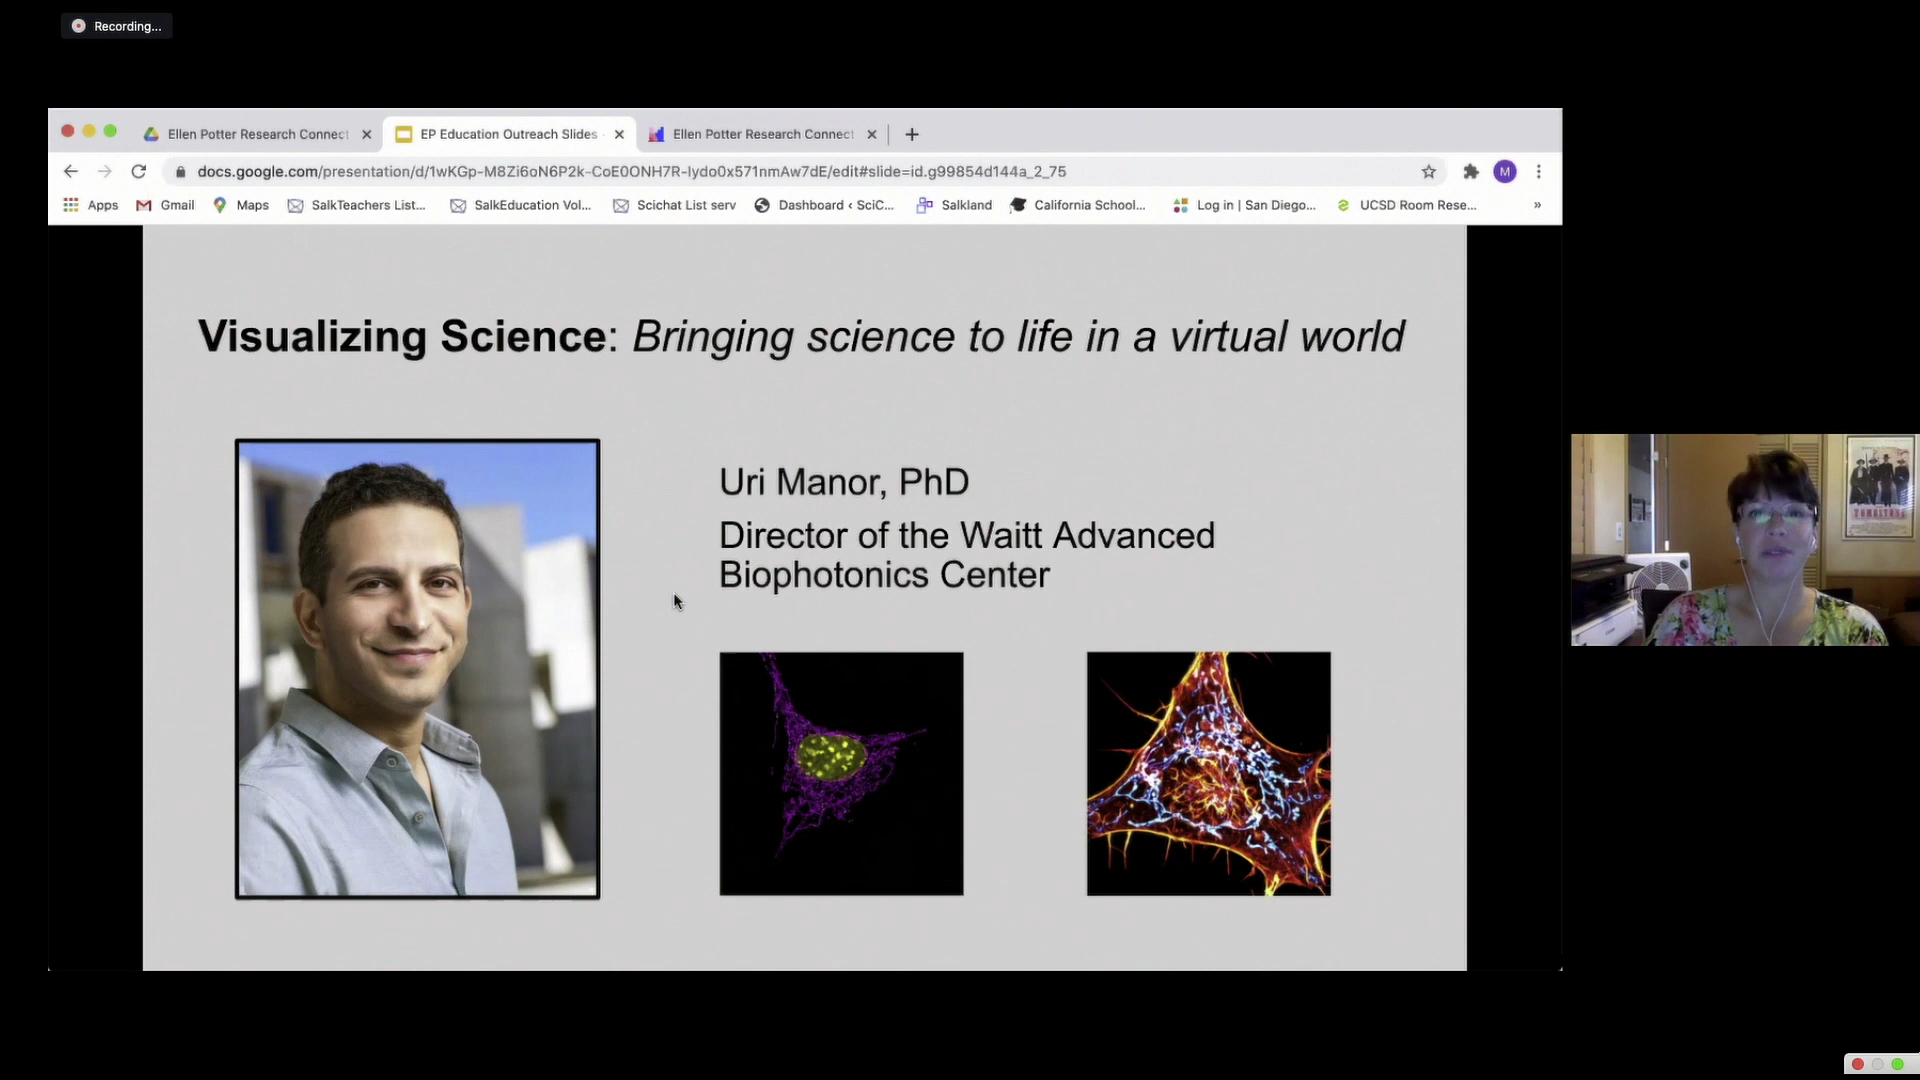 Recording...
Ellen Potter Research Connect
EP Education Outreach Slides
Ellen Potter Research Connect
docs.google.com/presentation/d/1wKGp-M8Zi6oN6P2k-CoE0ONH7R-lydo0x571nmAw7dE/edit#slide=id.g99854d144a_2_75
M
Apps
Gmail
Maps
SalkTeachers List...
SalkEducation Vol...
Scichat List serv
Dashboard ‹ SciC...
Salkland
California School...
Log in | San Diego...
UCSD Room Rese...
»
Visualizing Science: Bringing science to life in a virtual world
Uri Manor, PhD
Director of the Waitt Advanced
Biophotonics Center
TOMBSTONE